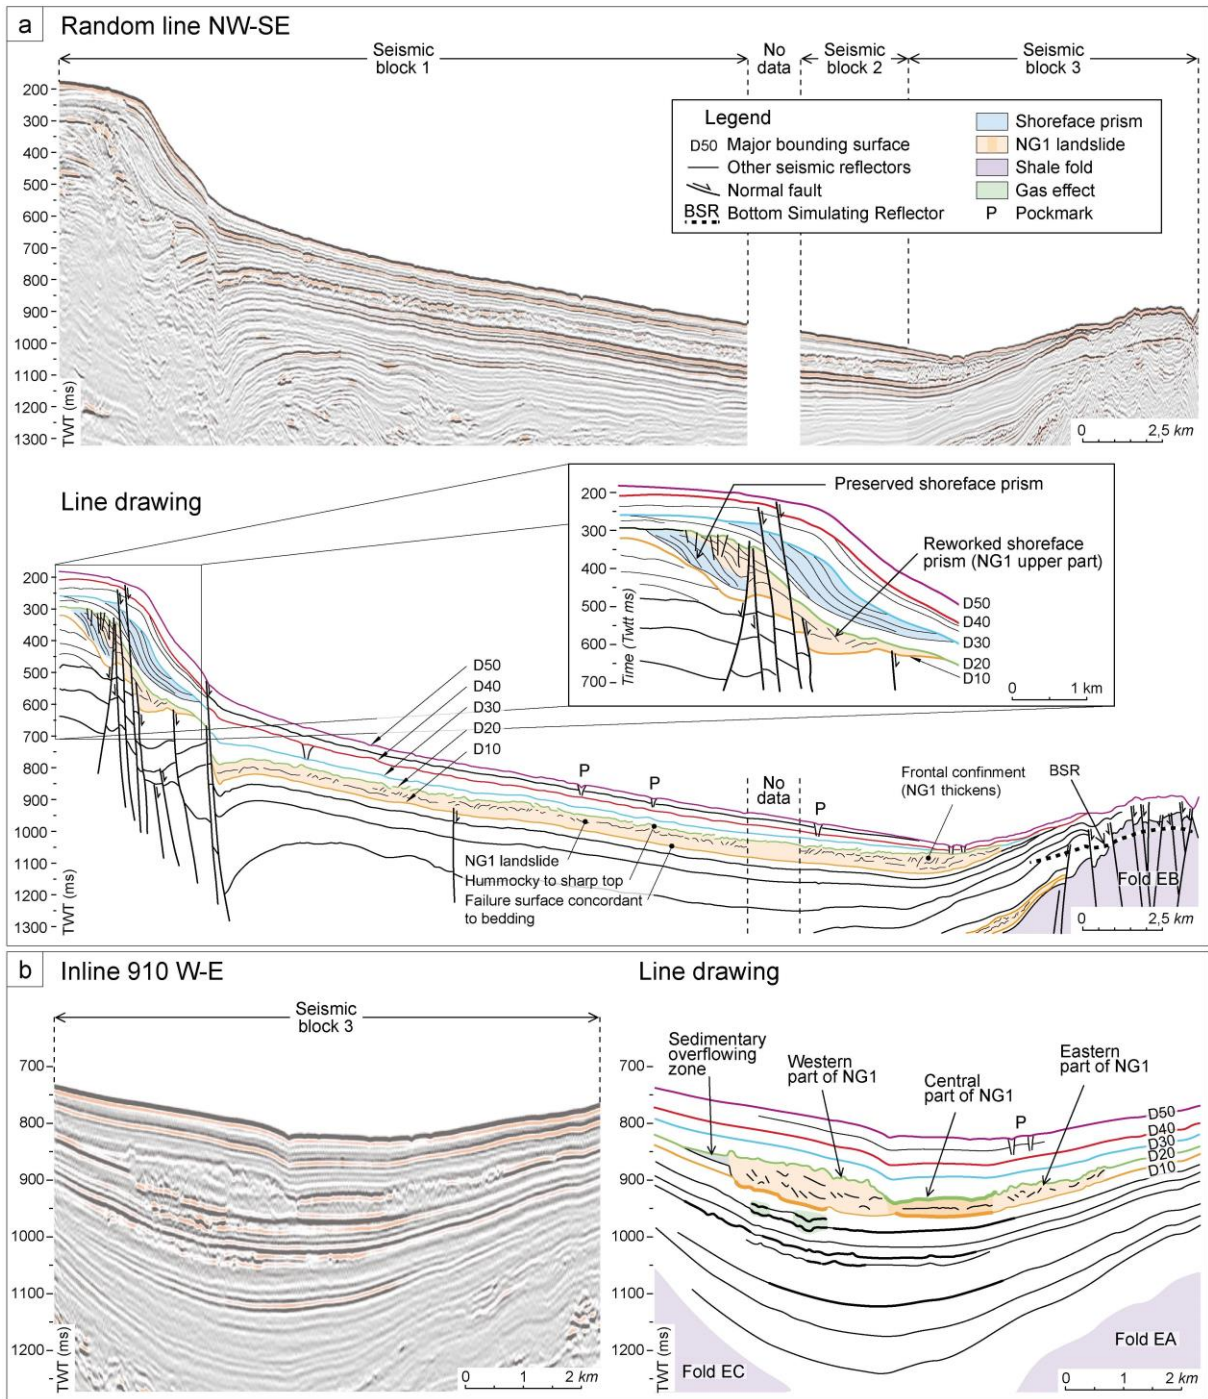 a
Random line NW-SE
Seismic
block 1
No
data
Seismic
block 2
Seismic
block 3
200
300
400
500
600
700
800
900
1000
1100
1200
1300
TWT (ms)
Legend
D50 Major bounding surface
Other seismic reflectors
Normal fault
BSR Bottom Simulating Reflector
Shoreface prism
NG1 landslide
Shale fold
Gas effect
P Pockmark
0 2,5 km
Line drawing
200
300
400
500
600
700
800
900
1000
1100
1200
1300
TWT (ms)
200
300
400
500
600
700
Time (Twtt ms)
Preserved shoreface prism
Reworked shoreface
prism (NG1 upper part)
D50
D40
D30
D20
D10
0 1 km
D50
D40
D30
D20
D10
P
P
No
data
P
Frontal confinment
(NG1 thickens)
BSR
NG1 landslide
Hummocky to sharp top
Failure surface concordant
to bedding
Fold EB
0 2,5 km
b
Inline 910 W-E
Seismic
block 3
700
800
900
1000
1100
1200
TWT (ms)
0 1 2 km
Line drawing
700
800
900
1000
1100
1200
TWT (ms)
Sedimentary
overflowing
zone
Western
part of NG1
Central
part of NG1
Eastern
part of NG1
P
D50
D40
D30
D20
D10
Fold EC
Fold EA
0 1 2 km